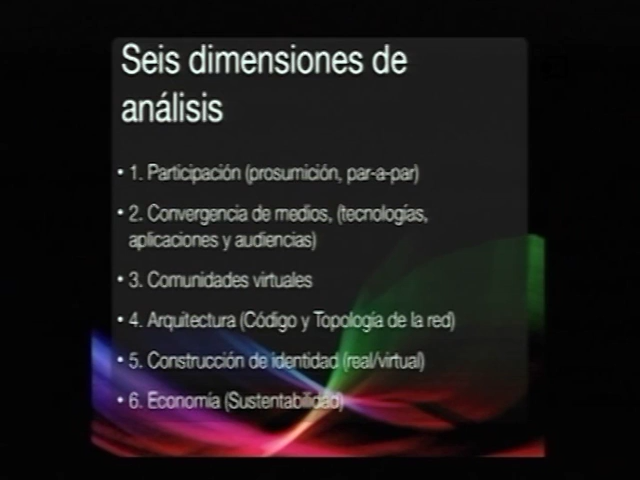 Seis dimensiones de
análisis
• 1. Participación (prosumición, par-a-par)
• 2. Convergencia de medios, (tecnologías,
aplicaciones y audiencias)
• 3. Comunidades virtuales
• 4. Arquitectura (Código y Topología de la red)
• 5. Construcción de identidad (real/virtual)
• 6. Economía (Sustentabilidad)